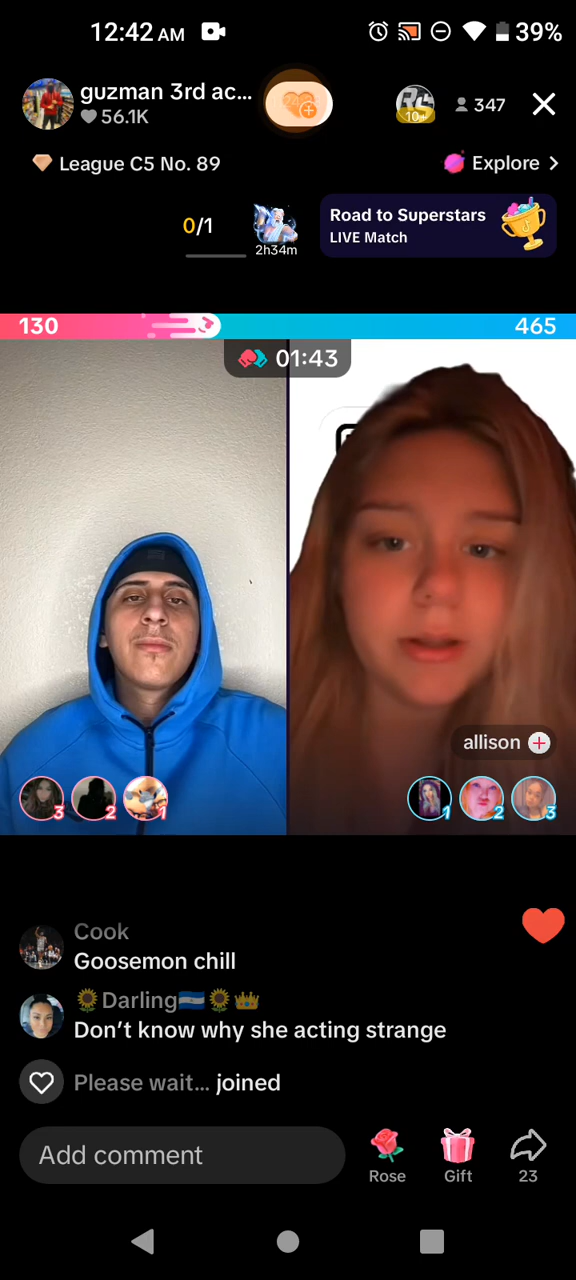 12:42 AM
39%
guzman 3rd ac...
56.1K
10+
347
League C5 No. 89
Explore >
0/1
2h34m
Road to Superstars
LIVE Match
130
465
01:43
allison
3
2
1
1
2
3
Cook
Goosemon chill
🌻Darling🇭🇳🌻👑
Don't know why she acting strange
Please wait... joined
Add comment
Rose
Gift
23